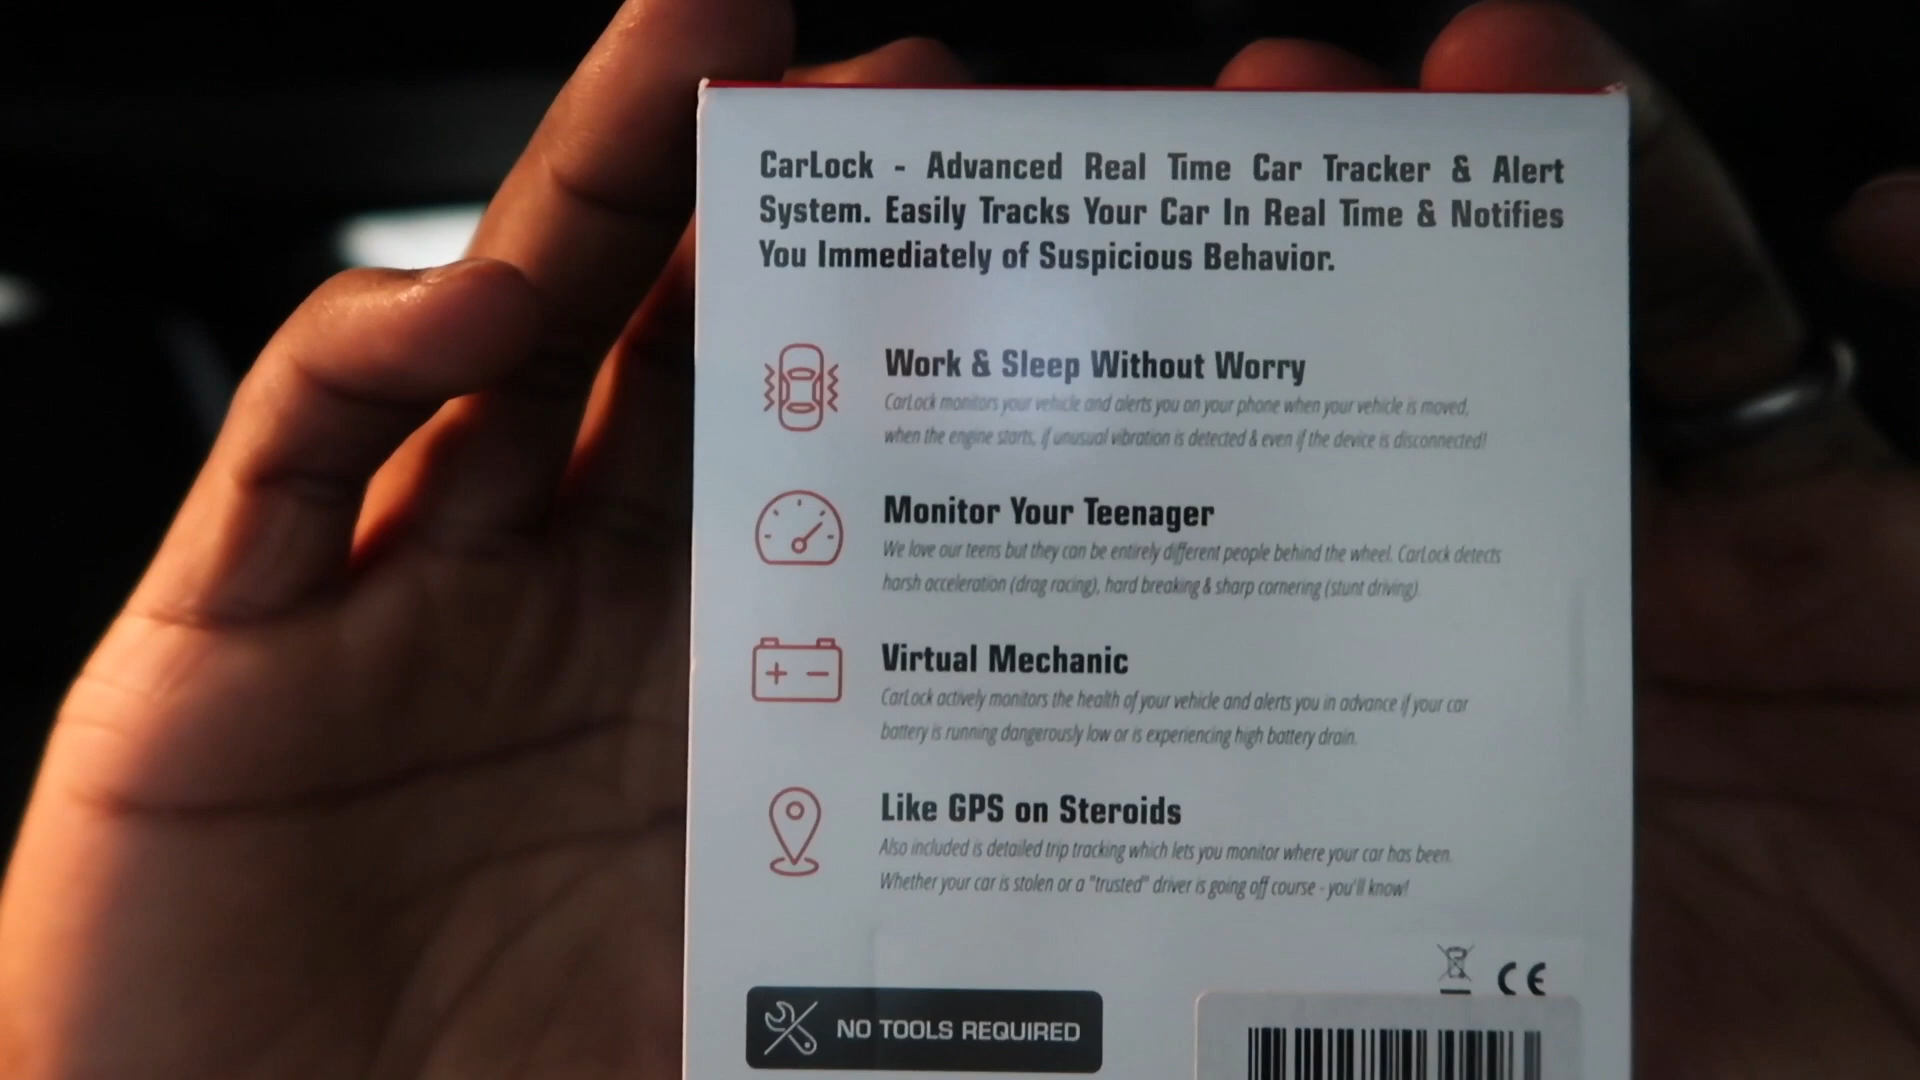 CarLock - Advanced Real Time Car Tracker & Alert
System. Easily Tracks Your Car In Real Time & Notifies
You Immediately of Suspicious Behavior.
Work & Sleep Without Worry
CarLock monitors your vehicle and alerts you on your phone when your vehicle is moved,
when the engine starts, if unusual vibration is detected & even if the device is disconnected!
Monitor Your Teenager
We love our teens but they can be entirely different people behind the wheel. CarLock detects
harsh acceleration (drag racing), hard breaking & sharp cornering (stunt driving).
Virtual Mechanic
CarLock actively monitors the health of your vehicle and alerts you in advance if your car
battery is running dangerously low or is experiencing high battery drain.
Like GPS on Steroids
Also included is detailed trip tracking which lets you monitor where your car has been.
Whether your car is stolen or a "trusted" driver is going off course - you'll know!
CE
NO TOOLS REQUIRED